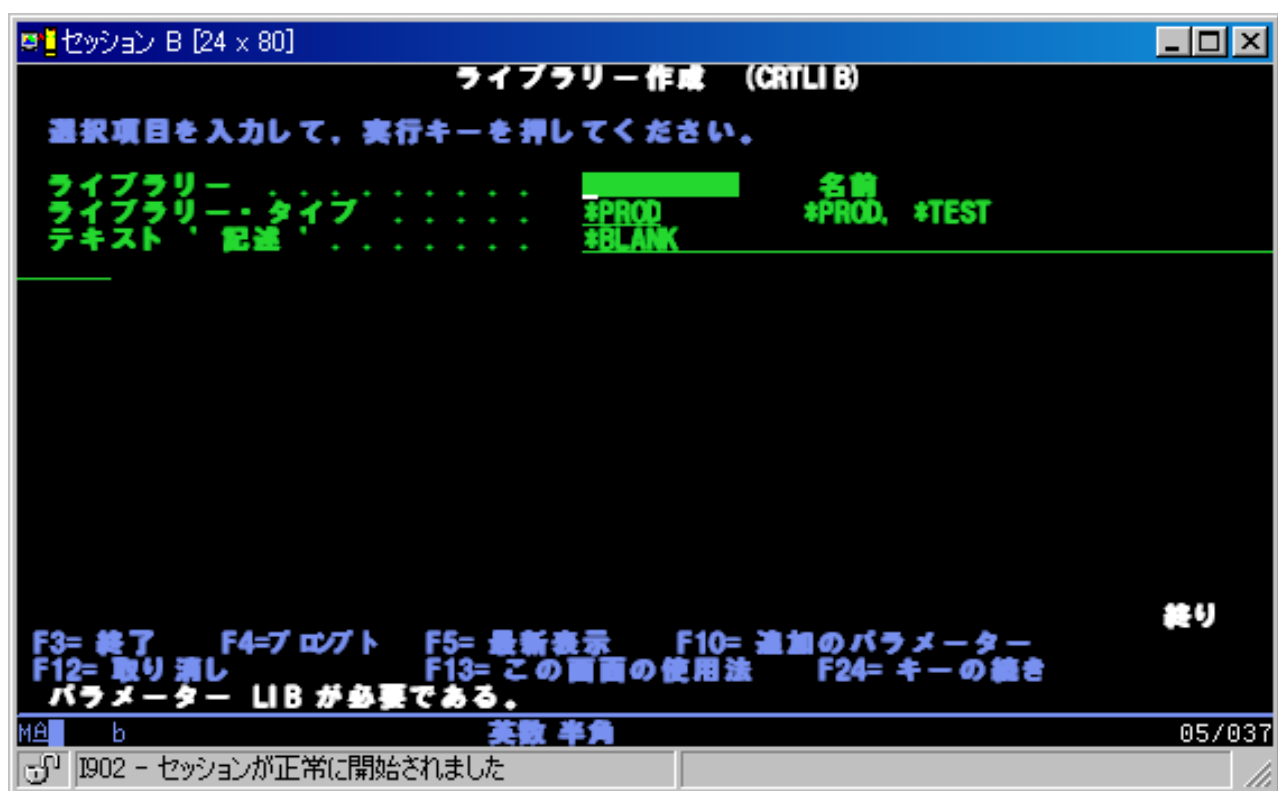 セッション B [24 x 80]
ライブラリー作成 (CRTLIB)
選択項目を入力して，実行キーを押してください。
ライブラリー . . . . . . . . . . 名前
ライブラリー・タイプ . . . . . . *PROD *PROD, *TEST
テキスト ' 記述 ' . . . . . . . *BLANK
終り
F3= 終了 F4=プロンプト F5= 最新表示 F10= 追加のパラメーター
F12= 取り消し F13= この画面の使用法 F24= キーの続き
パラメーター LIB が必要である。
MA b 英数 半角 05/037
I902 - セッションが正常に開始されました